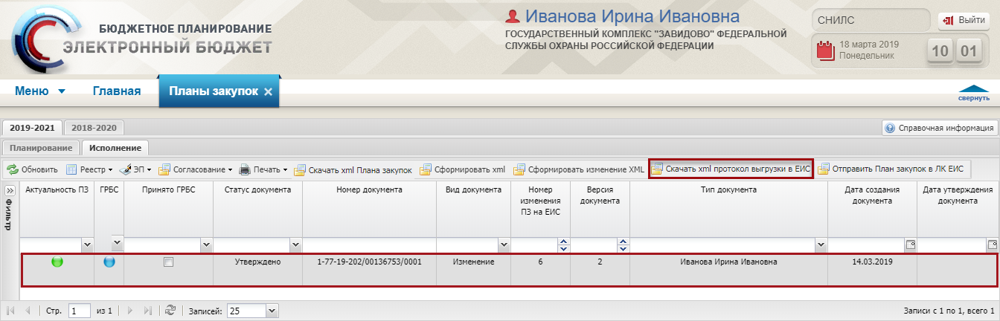 БЮДЖЕТНОЕ ПЛАНИРОВАНИЕ
ЭЛЕКТРОННЫЙ БЮДЖЕТ
Иванова Ирина Ивановна
ГОСУДАРСТВЕННЫЙ КОМПЛЕКС "ЗАВИДОВО" ФЕДЕРАЛЬНОЙ
СЛУЖБЫ ОХРАНЫ РОССИЙСКОЙ ФЕДЕРАЦИИ
СНИЛС
Выйти
18 марта 2019
Понедельник
10 01
Меню Главная Планы закупок
свернуть
2019-2021 2018-2020 Справочная информация
Планирование Исполнение
Обновить Реестр ЭП Согласование Печать Скачать xml Плана закупок Сформировать xml Сформировать изменение XML Скачать xml протокол выгрузки в ЕИС Отправить План закупок в ЛК ЕИС
Фильтр
Актуальность ПЗ ГРБС Принято ГРБС Статус документа Номер документа Вид документа Номер изменения ПЗ на ЕИС Версия документа Тип документа Дата создания документа Дата утверждения документа
Утверждено 1-77-19-202/00136753/0001 Изменение 6 2 Иванова Ирина Ивановна 14.03.2019
Стр. 1 из 1 Записей: 25 Записи с 1 по 1, всего 1